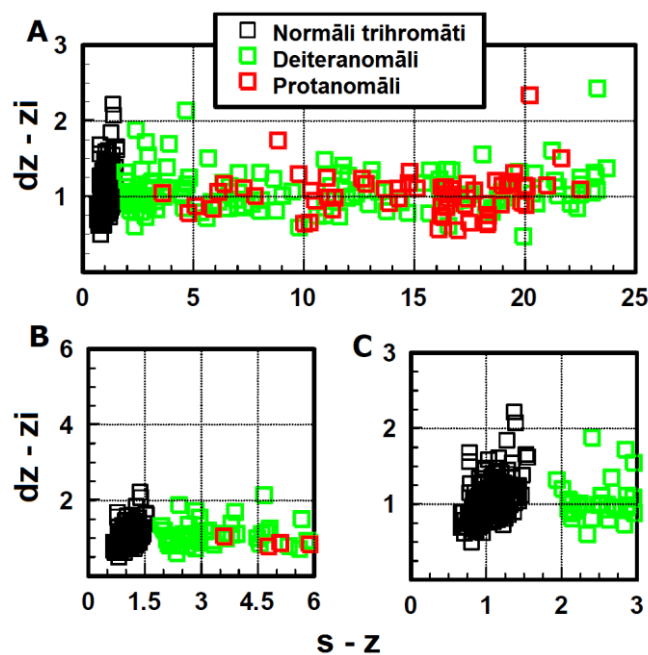 A
Normāli trihromāti
Deiteranomāli
Protanomāli
3
2
1
dz - zi
0 5 10 15 20 25
B
6
4
2
dz - zi
0 1.5 3 4.5 6
C
3
2
1
0 1 2 3
s - z